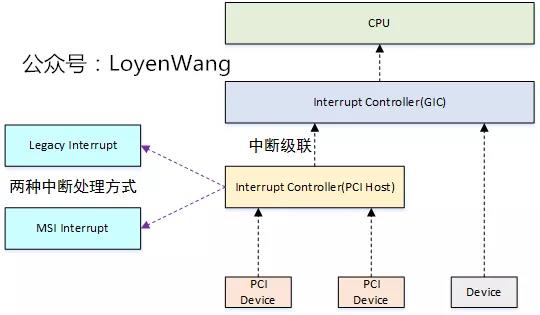 CPU
公众号：LoyenWang
Interrupt Controller(GIC)
Legacy Interrupt
中断级联
两种中断处理方式
Interrupt Controller(PCI Host)
MSI Interrupt
PCI
Device
PCI
Device
Device